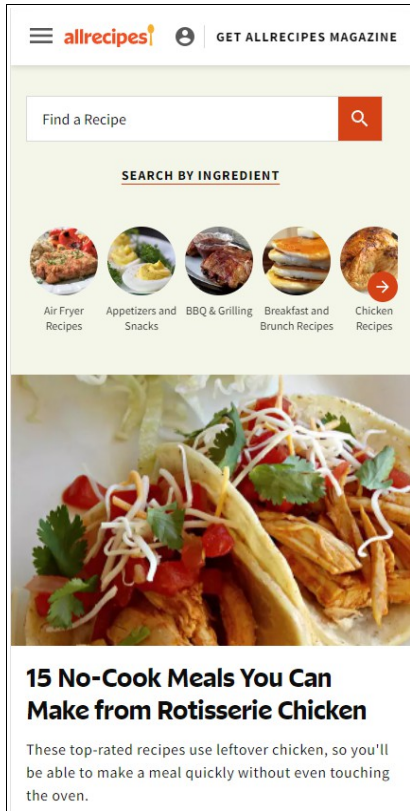 allrecipes
GET ALLRECIPES MAGAZINE
Find a Recipe
SEARCH BY INGREDIENT
Air Fryer
Recipes
Appetizers and
Snacks
BBQ & Grilling
Breakfast and
Brunch Recipes
Chicken
Recipes
15 No-Cook Meals You Can
Make from Rotisserie Chicken
These top-rated recipes use leftover chicken, so you'll
be able to make a meal quickly without even touching
the oven.